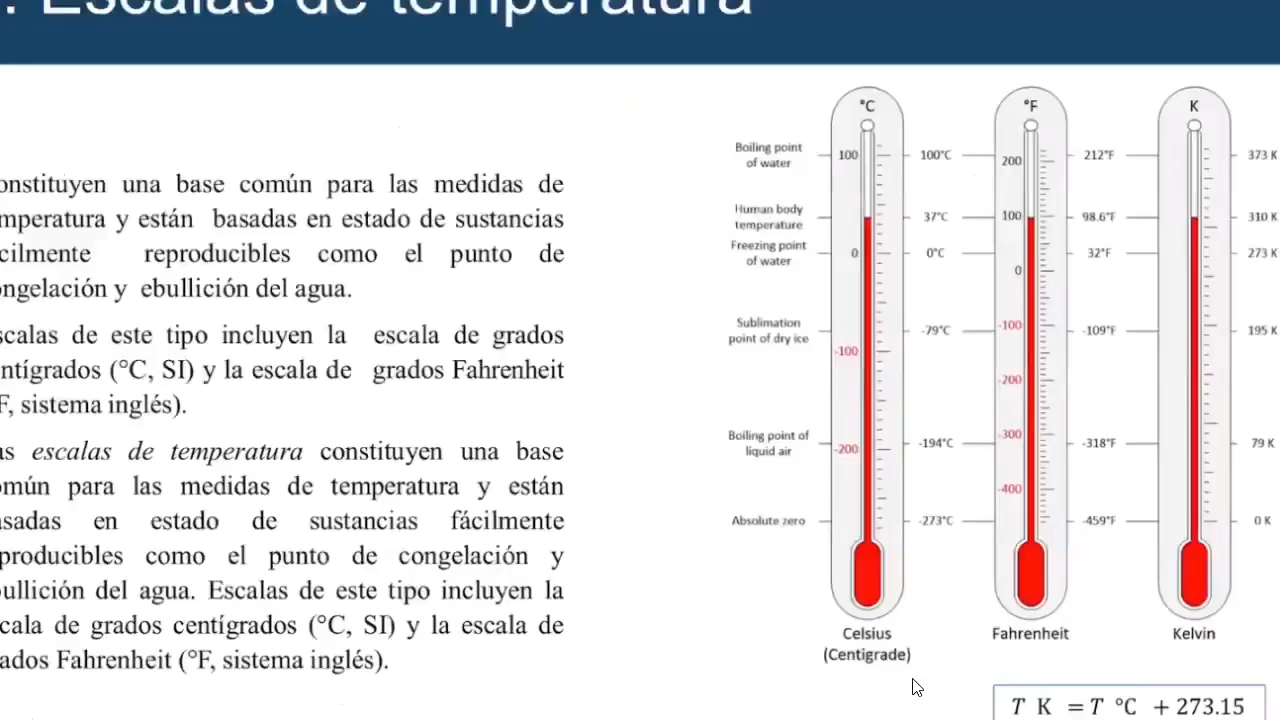 . Escalas de temperatura
onstituyen una base común para las medidas de
mperatura y están basadas en estado de sustancias
cilmente reproducibles como el punto de
ongelación y ebullición del agua.
scalas de este tipo incluyen la escala de grados
ntígrados (°C, SI) y la escala de grados Fahrenheit
F, sistema inglés).
as escalas de temperatura constituyen una base
omún para las medidas de temperatura y están
asadas en estado de sustancias fácilmente
producibles como el punto de congelación y
ullición del agua. Escalas de este tipo incluyen la
cala de grados centígrados (°C, SI) y la escala de
ados Fahrenheit (°F, sistema inglés).
°C
°F
K
Boiling point
of water
100
100°C
200
212°F
373 K
Human body
temperature
37°C
100
98.6°F
310 K
Freezing point
of water
0
0°C
0
32°F
273 K
Sublimation
point of dry ice
-100
-79°C
-100
-109°F
195 K
-200
Boiling point of
liquid air
-200
-194°C
-300
-318°F
79 K
-400
Absolute zero
-273°C
-459°F
0 K
Celsius
(Centigrade)
Fahrenheit
Kelvin
T K = T °C + 273.15